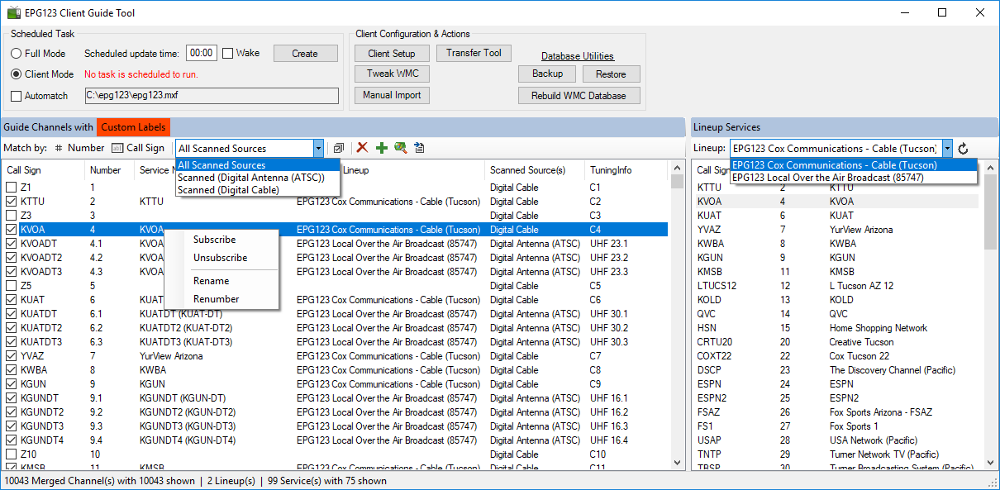 EPG123 Client Guide Tool
Scheduled Task
Full Mode Scheduled update time: 00:00 Wake Create
Client Mode No task is scheduled to run.
Automatch C:\epg123\epg123.mxf
Client Configuration & Actions
Client Setup Transfer Tool
Database Utilities
Tweak WMC Backup Restore
Manual Import Rebuild WMC Database
Guide Channels with Custom Labels
Match by: # Number Call Sign All Scanned Sources
All Scanned Sources
Scanned (Digital Antenna (ATSC))
Scanned (Digital Cable)
Call Sign Number Service N Lineup Scanned Source(s) TuningInfo
Z1 1 Digital Cable C1
KTTU 2 KTTU EPG123 Cox Communications - Cable (Tucson) Digital Cable C2
Z3 3 Digital Cable C3
KVOA 4 KVOA EPG123 Cox Communications - Cable (Tucson) Digital Cable C4
KVOADT 4.1 KVOA EPG123 Local Over the Air Broadcast (85747) Digital Antenna (ATSC) UHF 23.1
KVOADT2 4.2 KVOA EPG123 Local Over the Air Broadcast (85747) Digital Antenna (ATSC) UHF 23.2
KVOADT3 4.3 KVOA EPG123 Local Over the Air Broadcast (85747) Digital Antenna (ATSC) UHF 23.3
Z5 5 Digital Cable C5
KUAT 6 KUAT EPG123 Cox Communications - Cable (Tucson) Digital Cable C6
KUATDT 6.1 KUATDT (KUAT-DT) EPG123 Local Over the Air Broadcast (85747) Digital Antenna (ATSC) UHF 30.1
KUATDT2 6.2 KUATDT2 (KUAT-DT2) EPG123 Local Over the Air Broadcast (85747) Digital Antenna (ATSC) UHF 30.2
KUATDT3 6.3 KUATDT3 (KUAT-DT3) EPG123 Local Over the Air Broadcast (85747) Digital Antenna (ATSC) UHF 30.3
YVAZ 7 YurView Arizona EPG123 Cox Communications - Cable (Tucson) Digital Cable C7
KWBA 8 KWBA EPG123 Cox Communications - Cable (Tucson) Digital Cable C8
KGUN 9 KGUN EPG123 Cox Communications - Cable (Tucson) Digital Cable C9
KGUNDT 9.1 KGUNDT (KGUN-DT) EPG123 Local Over the Air Broadcast (85747) Digital Antenna (ATSC) UHF 16.1
KGUNDT2 9.2 KGUNDT2 (KGUN-DT2) EPG123 Local Over the Air Broadcast (85747) Digital Antenna (ATSC) UHF 16.2
KGUNDT3 9.3 KGUNDT3 (KGUN-DT3) EPG123 Local Over the Air Broadcast (85747) Digital Antenna (ATSC) UHF 16.3
KGUNDT4 9.4 KGUNDT4 (KGUN-DT4) EPG123 Local Over the Air Broadcast (85747) Digital Antenna (ATSC) UHF 16.4
Z10 10 Digital Cable C10
KMSB 11 KMSB EPG123 Cox Communications - Cable (Tucson) Digital Cable C11
Subscribe
Unsubscribe
Rename
Renumber
Lineup Services
Lineup: EPG123 Cox Communications - Cable (Tucson)
EPG123 Cox Communications - Cable (Tucson)
EPG123 Local Over the Air Broadcast (85747)
Call Sign
KTTU 2 KTTU
KVOA 4 KVOA
KUAT 6 KUAT
YVAZ 7 YurView Arizona
KWBA 8 KWBA
KGUN 9 KGUN
KMSB 11 KMSB
LTUCS12 12 L Tucson AZ 12
KOLD 13 KOLD
QVC 14 QVC
HSN 15 Home Shopping Network
CRTU20 20 Creative Tucson
COXT22 22 Cox Tucson 22
DSCP 23 The Discovery Channel (Pacific)
ESPN 24 ESPN
ESPN2 25 ESPN2
FSAZ 26 Fox Sports Arizona - FSAZ
FS1 27 Fox Sports 1
USAP 28 USA Network (Pacific)
TNTP 29 Turner Network TV (Pacific)
TBSP 30 Turner Broadcasting System (Pacific)
10043 Merged Channel(s) with 10043 shown | 2 Lineup(s) | 99 Service(s) with 75 shown